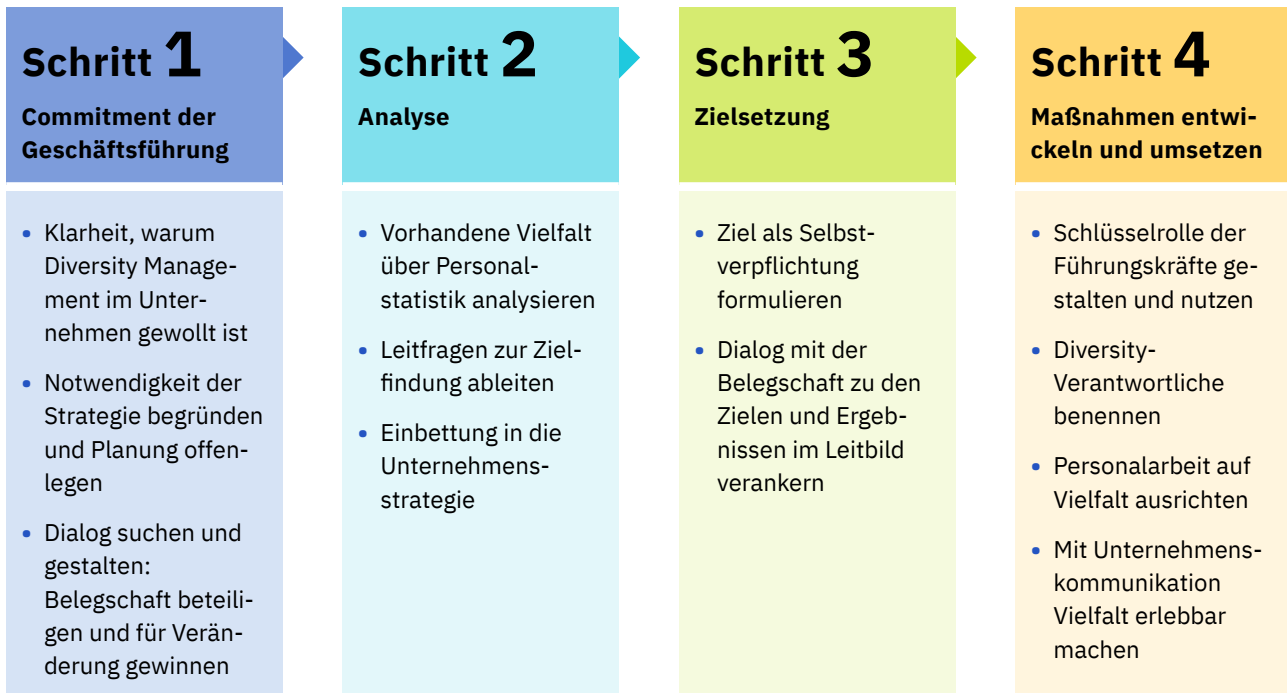 Schritt 1
Commitment der
Geschäftsführung
• Klarheit, warum
Diversity Manage-
ment im Unter-
nehmen gewollt ist
• Notwendigkeit der
Strategie begründen
und Planung offen-
legen
• Dialog suchen und
gestalten:
Belegschaft beteili-
gen und für Verän-
derung gewinnen
Schritt 2
Analyse
• Vorhandene Vielfalt
über Personal-
statistik analysieren
• Leitfragen zur Ziel-
findung ableiten
• Einbettung in die
Unternehmens-
strategie
Schritt 3
Zielsetzung
• Ziel als Selbst-
verpflichtung
formulieren
• Dialog mit der
Belegschaft zu den
Zielen und Ergeb-
nissen im Leitbild
verankern
Schritt 4
Maßnahmen entwi-
ckeln und umsetzen
• Schlüsselrolle der
Führungskräfte ge-
stalten und nutzen
• Diversity-
Verantwortliche
benennen
• Personalarbeit auf
Vielfalt ausrichten
• Mit Unternehmens-
kommunikation
Vielfalt erlebbar
machen